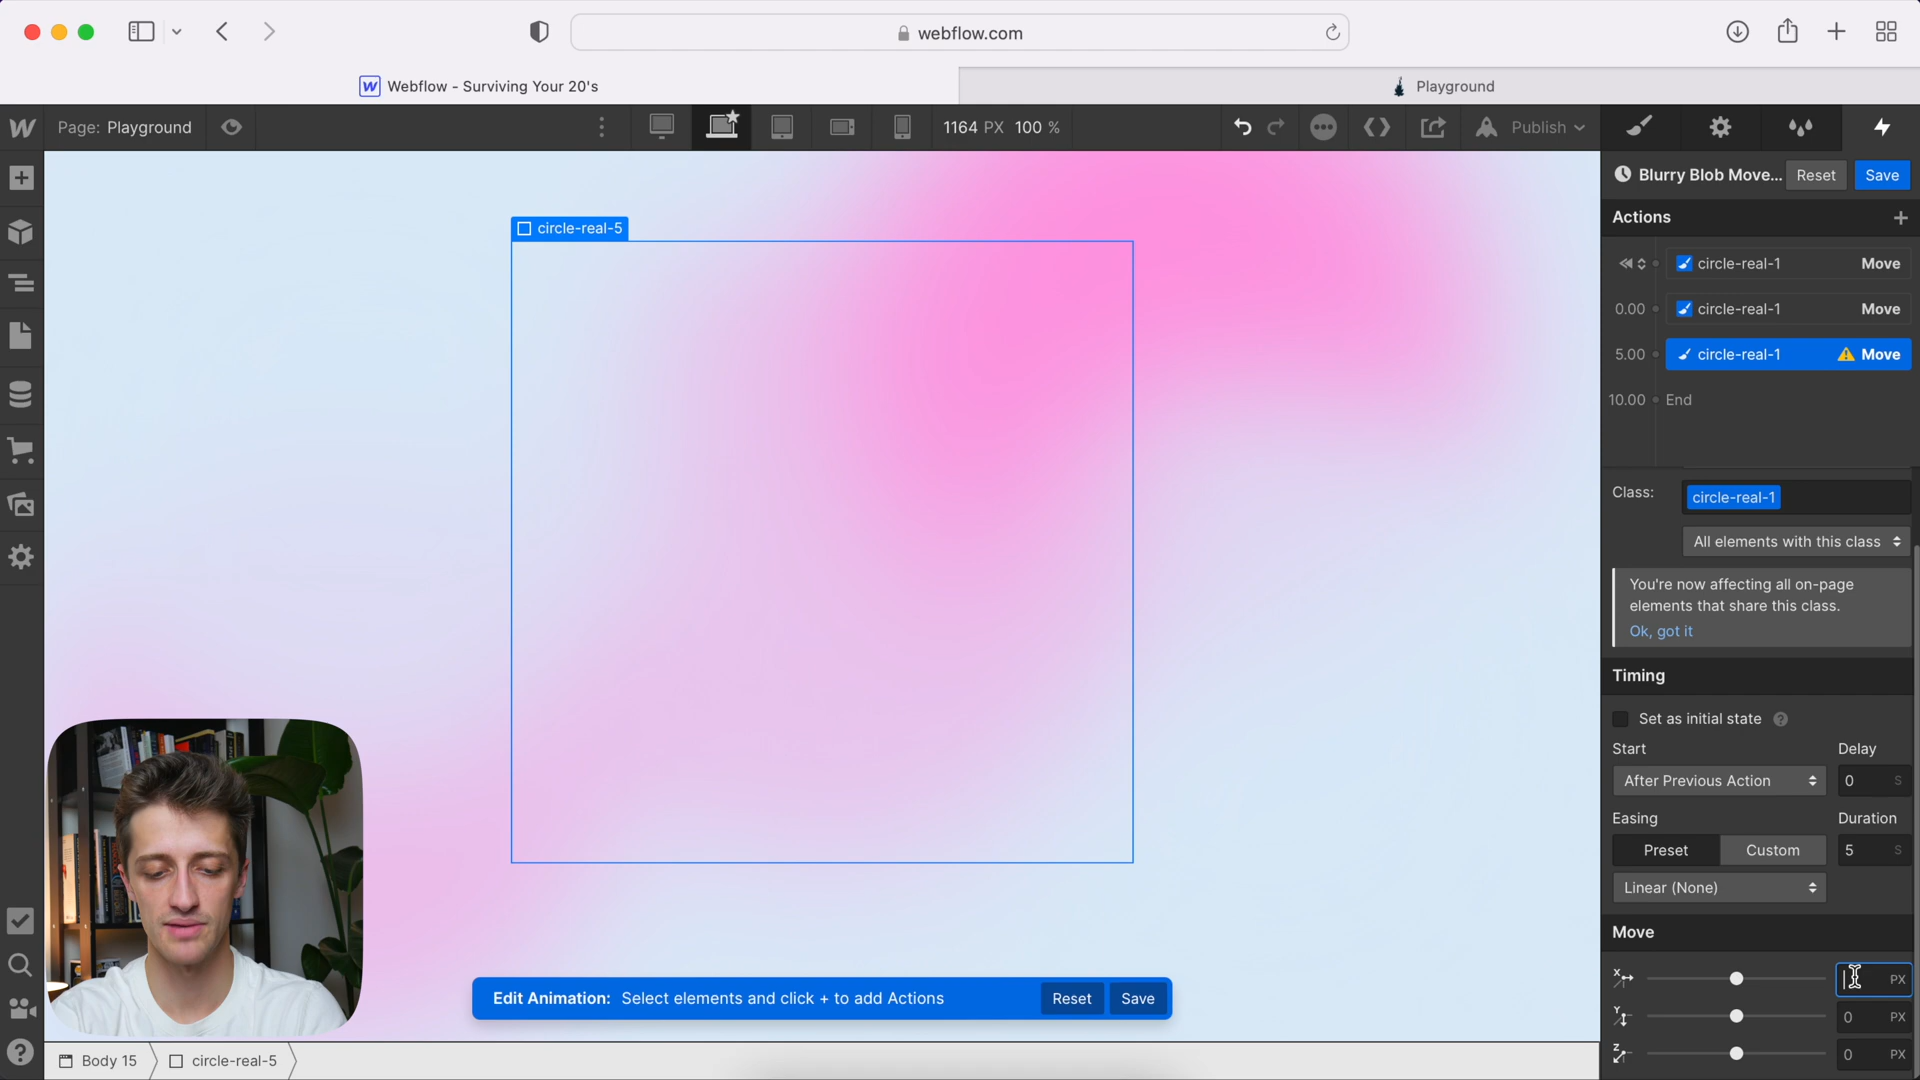 webflow.com
Webflow - Surviving Your 20's
Playground
Page: Playground
1164 PX 100 %
Publish
Blurry Blob Move...
Reset
Save
Actions
circle-real-5
circle-real-1
Move
0.00
circle-real-1
Move
5.00
circle-real-1
Move
10.00
End
Class:
circle-real-1
All elements with this class
You're now affecting all on-page
elements that share this class.
Ok, got it
Timing
Set as initial state
Start
Delay
After Previous Action
0 S
Easing
Duration
Preset
Custom
5 S
Linear (None)
Move
X
PX
Y
0 PX
Z
0 PX
Edit Animation: Select elements and click + to add Actions
Reset
Save
Body 15
circle-real-5